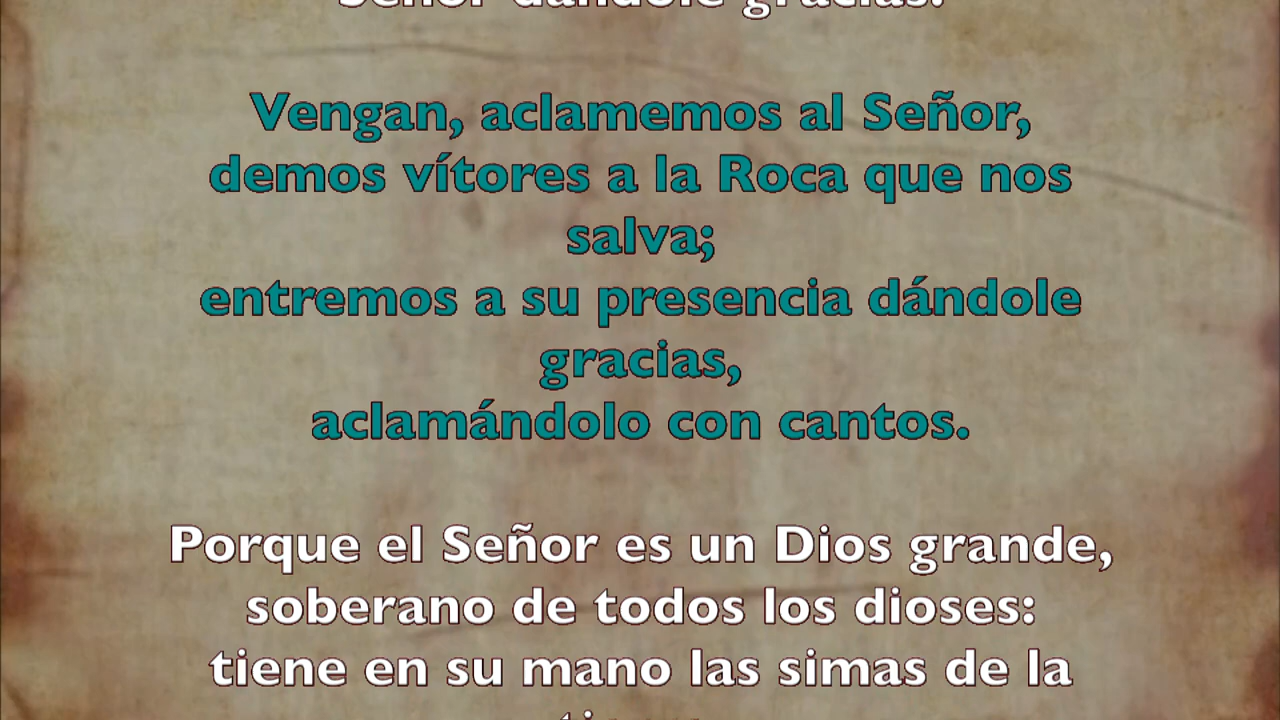 Señor dándole gracias.
Vengan, aclamemos al Señor,
demos vítores a la Roca que nos
salva;
entremos a su presencia dándole
gracias,
aclamándolo con cantos.
Porque el Señor es un Dios grande,
soberano de todos los dioses:
tiene en su mano las simas de la